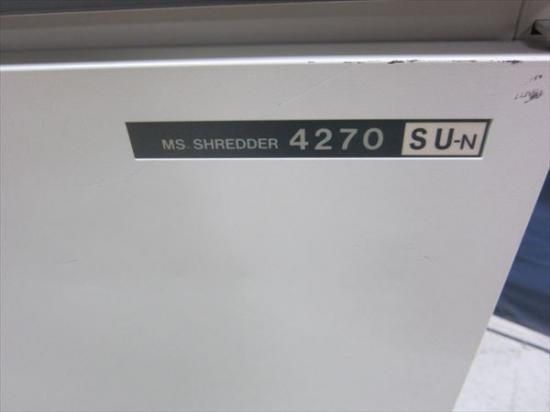 MS. SHREDDER 4270 SU-N